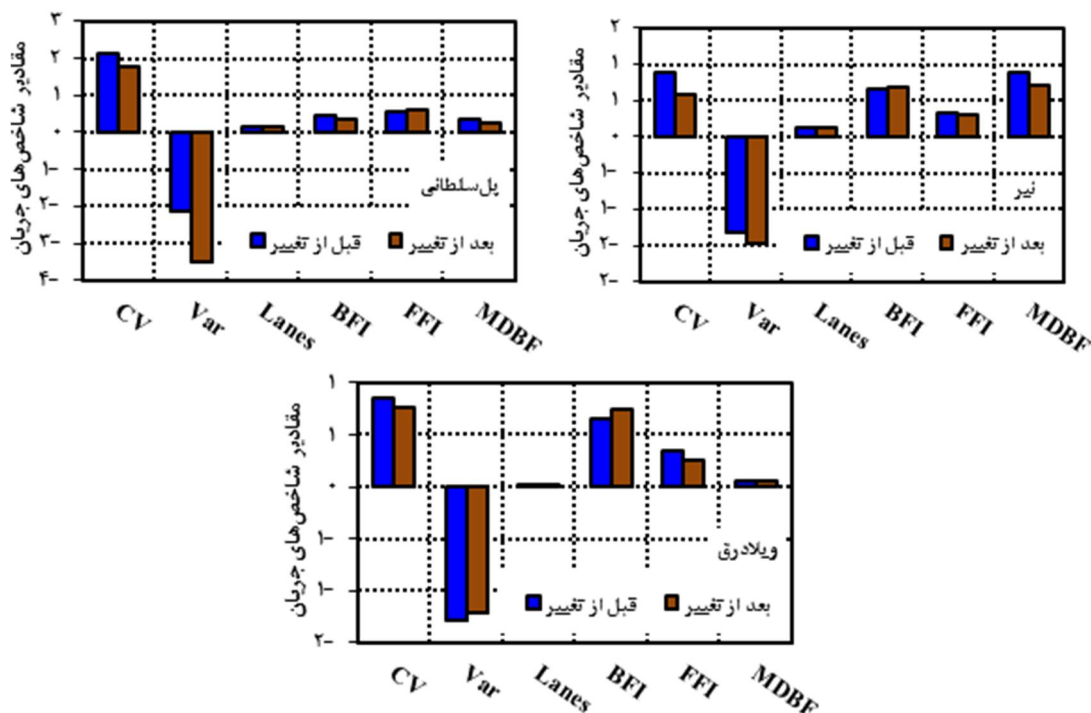 مقادیر شاخص‌های جریان
۳
۲
۱
۰
۱-
۲-
۳-
۴-
پل‌سلطانی
قبل از تغییر
بعد از تغییر
CV
Var
Lanes
BFI
FFI
MDBF
مقادیر شاخص‌های جریان
۲
۱
۱
۰
۱-
۱-
۲-
۲-
نیر
قبل از تغییر
بعد از تغییر
CV
Var
Lanes
BFI
FFI
MDBF
مقادیر شاخص‌های جریان
۱
۱
۰
۱-
۱-
۲-
ویلادرق
قبل از تغییر
بعد از تغییر
CV
Var
Lanes
BFI
FFI
MDBF